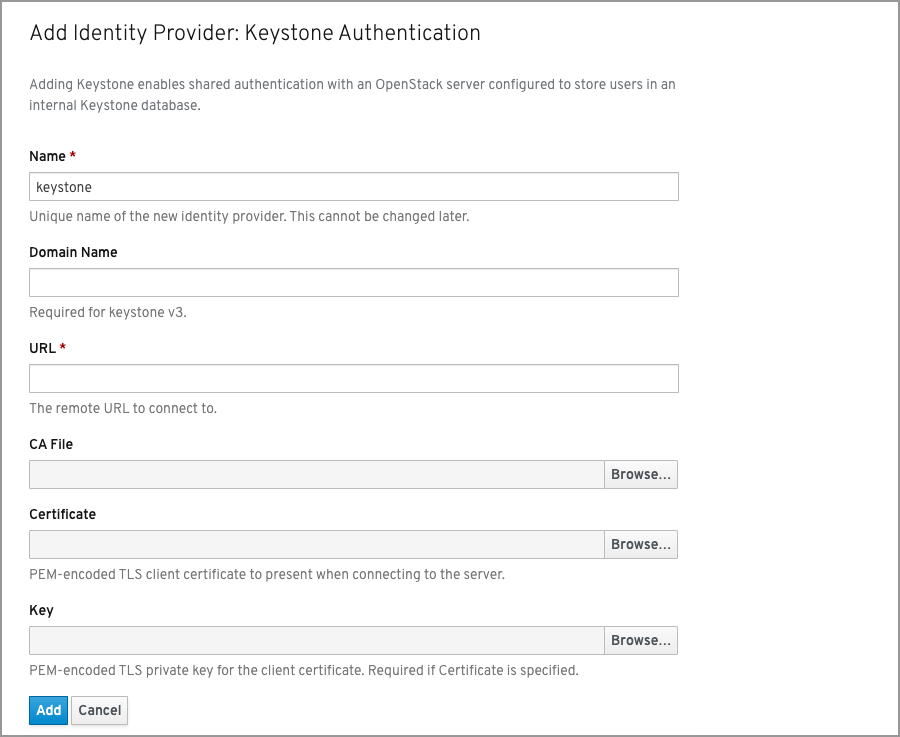 Add Identity Provider: Keystone Authentication
Adding Keystone enables shared authentication with an OpenStack server configured to store users in an
internal Keystone database.
Name *
keystone
Unique name of the new identity provider. This cannot be changed later.
Domain Name
Required for keystone v3.
URL *
The remote URL to connect to.
CA File
Browse...
Certificate
Browse...
PEM-encoded TLS client certificate to present when connecting to the server.
Key
Browse...
PEM-encoded TLS private key for the client certificate. Required if Certificate is specified.
Add Cancel